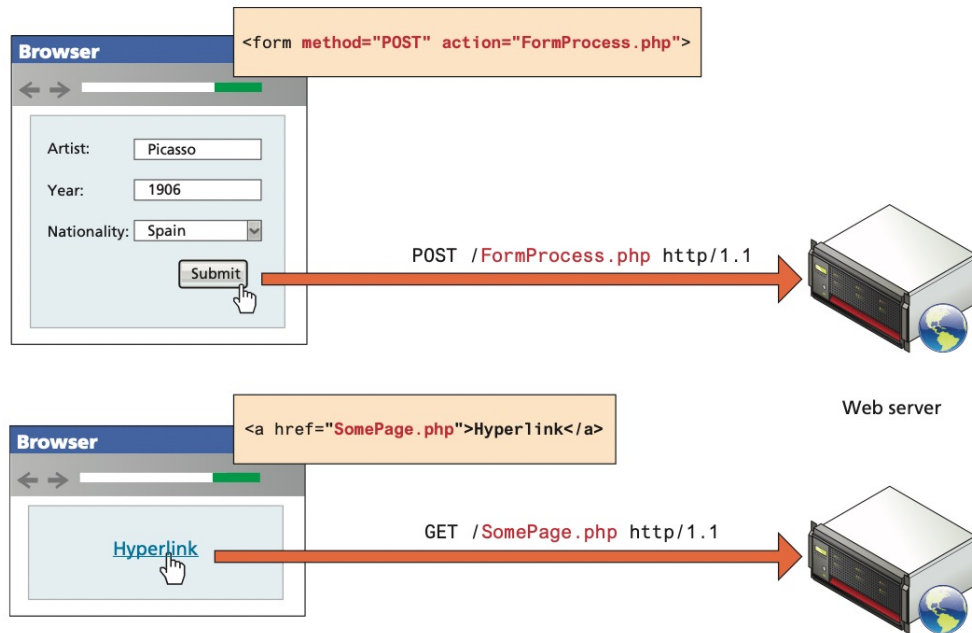 <form method="POST" action="FormProcess.php">
Browser
Artist: Picasso
Year: 1906
Nationality: Spain
Submit
POST /FormProcess.php http/1.1
Web server
<a href="SomePage.php">Hyperlink</a>
Browser
Hyperlink
GET /SomePage.php http/1.1